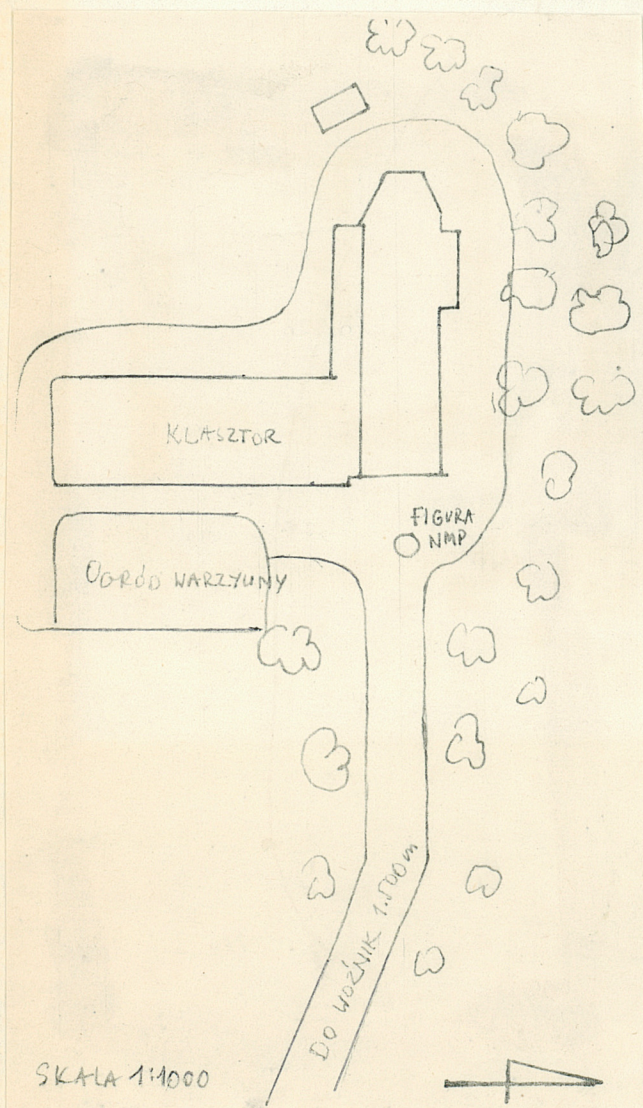 KLASZTOR
FIGURA
NMP
OGRÓD WARZYWNY
DO WOŹNIK 1.500m
SKALA 1:1000